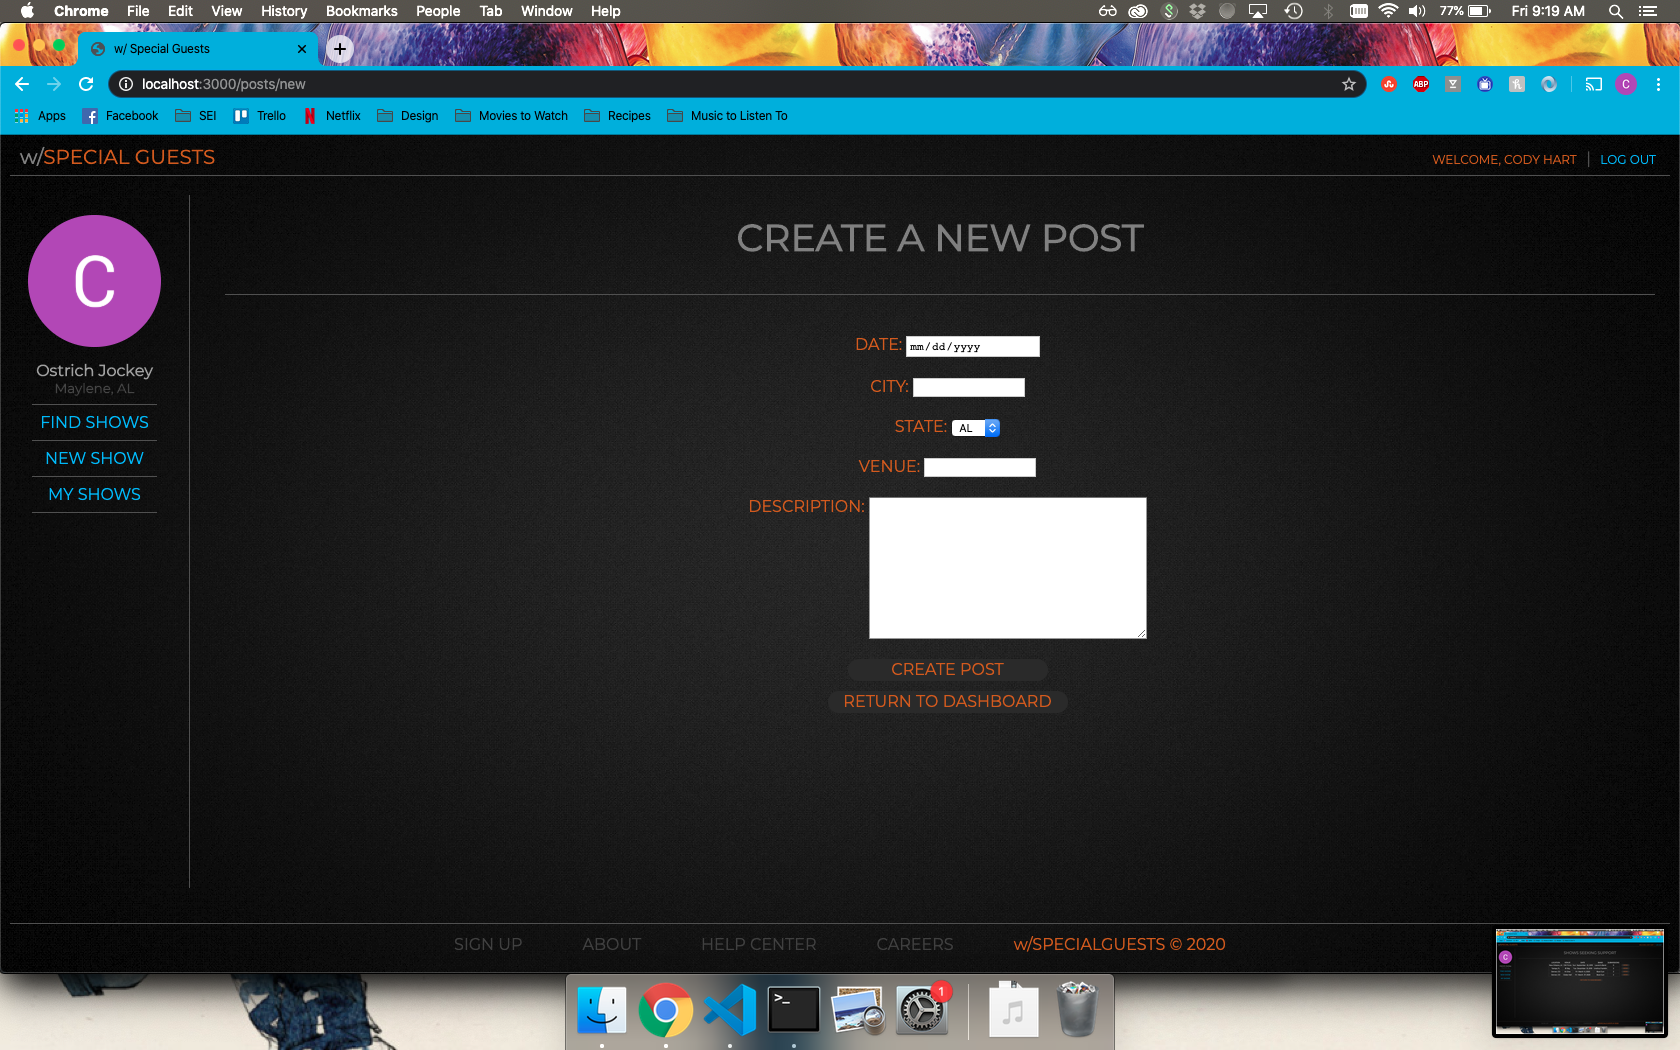 Chrome File Edit View History Bookmarks People Tab Window Help 77% Fri 9:19 AM
w/ Special Guests
localhost:3000/posts/new ABP C
Apps Facebook SEI Trello Netflix Design Movies to Watch Recipes Music to Listen To
w/SPECIAL GUESTS WELCOME, CODY HART LOG OUT
C
Ostrich Jockey
Maylene, AL
FIND SHOWS
NEW SHOW
MY SHOWS
CREATE A NEW POST
DATE: mm/dd/yyyy
CITY:
STATE: AL
VENUE:
DESCRIPTION:
CREATE POST
RETURN TO DASHBOARD
SIGN UP ABOUT HELP CENTER CAREERS w/SPECIALGUESTS © 2020
>_ 1